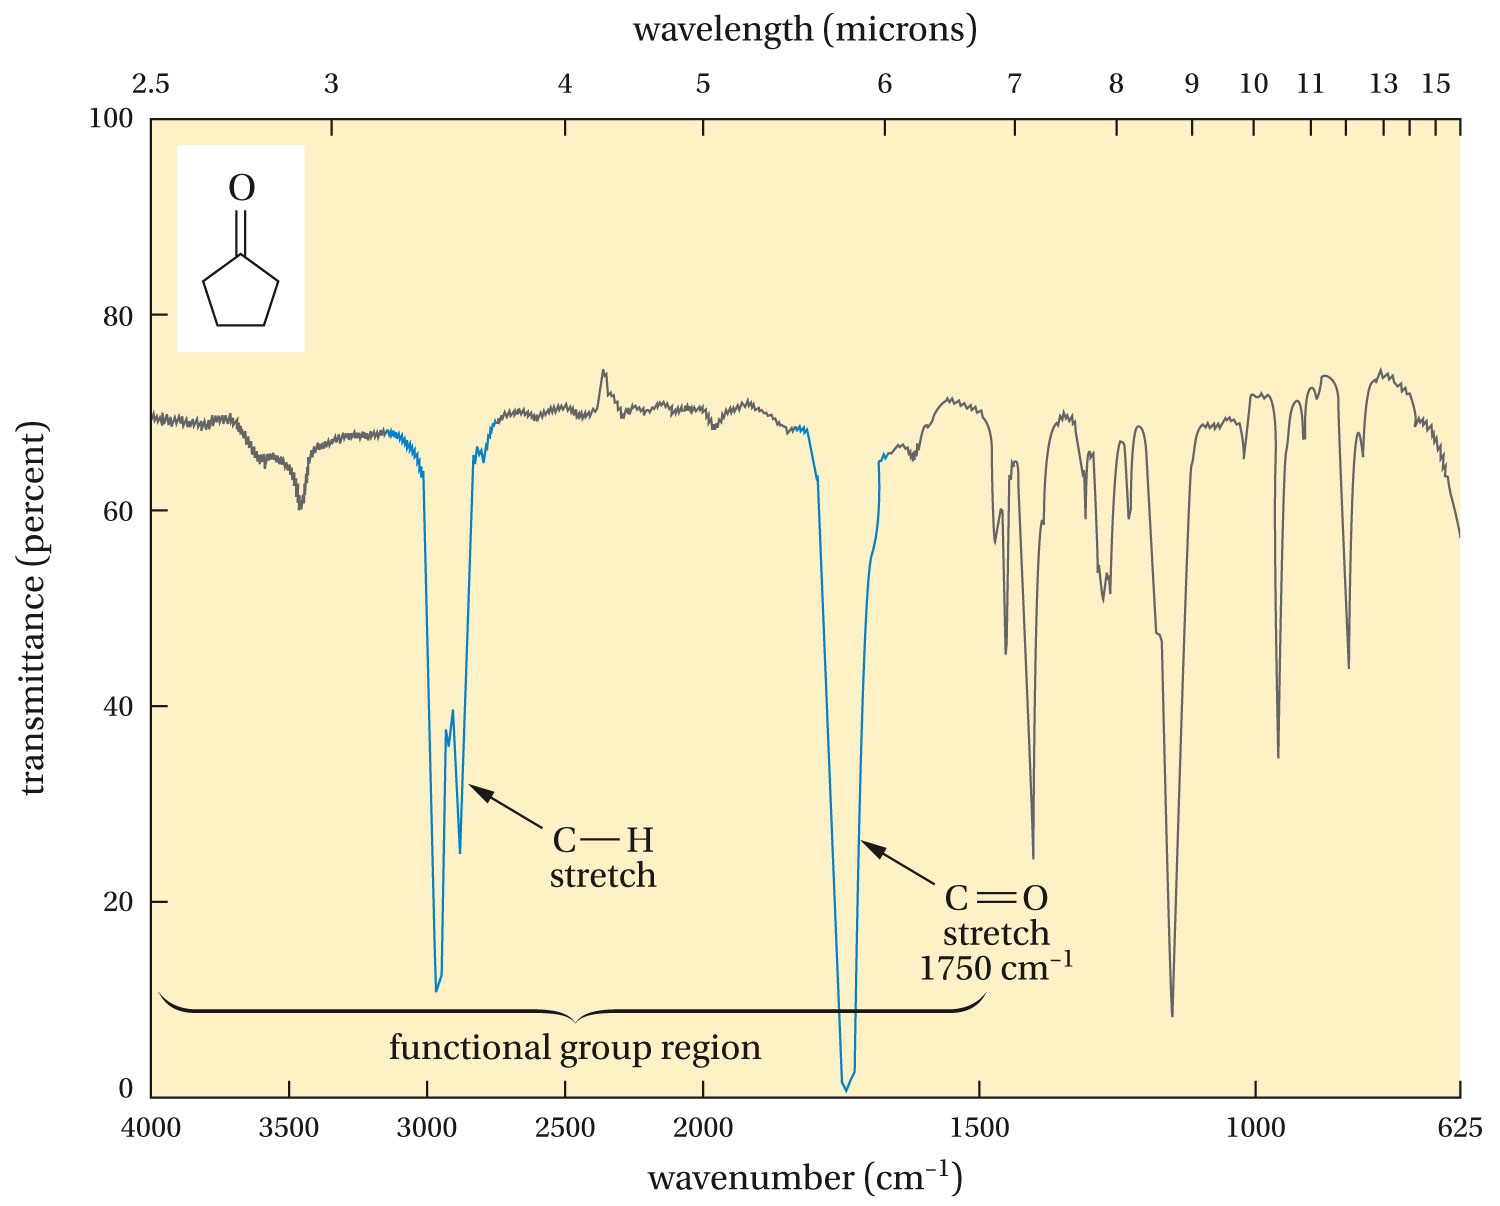 wavelength (microns)
2.5 3 4 5 6 7 8 9 10 11 13 15
100
80
60
40
20
0
transmittance (percent)
O
C—H
stretch
C=O
stretch
1750 cm⁻¹
functional group region
4000 3500 3000 2500 2000 1500 1000 625
wavenumber (cm⁻¹)